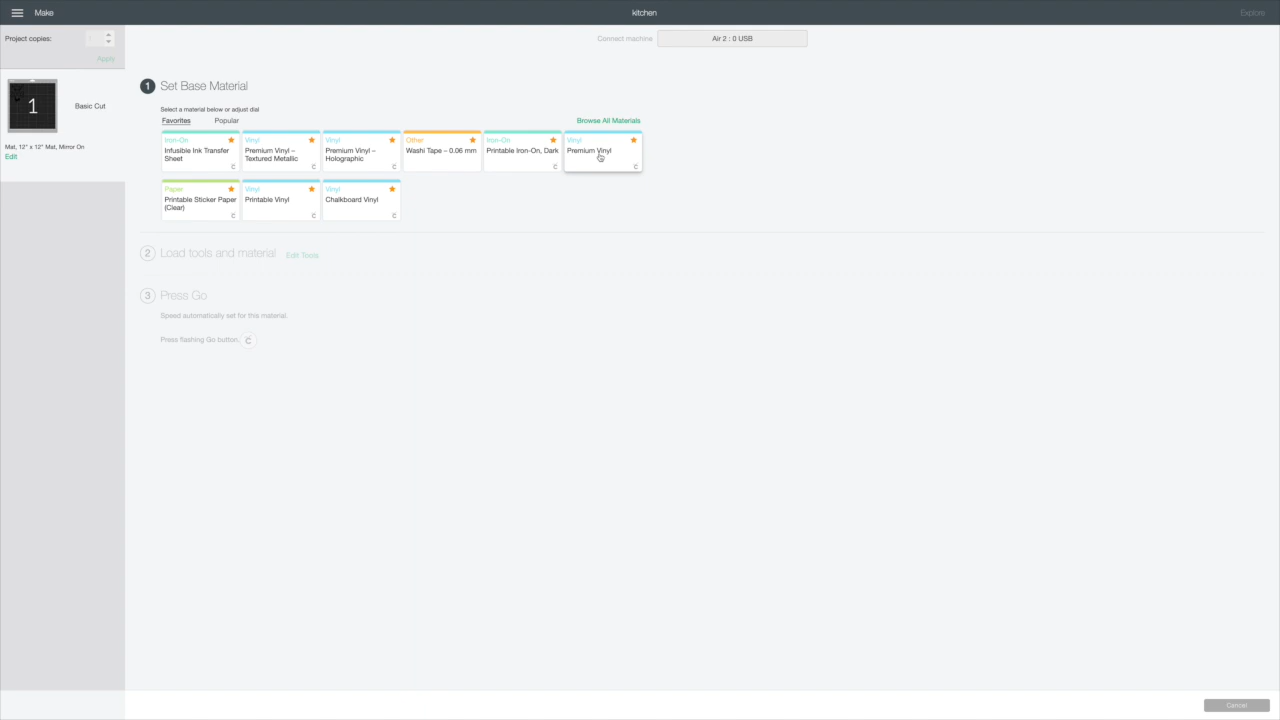 Make
kitchen
Explore
Project copies:
Apply
1
Basic Cut
Mat, 12" x 12" Mat, Mirror On
Edit
Connect machine
Air 2 : 0 USB
1 Set Base Material
Select a material below or adjust dial
Favorites Popular
Browse All Materials
Iron-On
Infusible Ink Transfer
Sheet
C
Vinyl
Premium Vinyl –
Textured Metallic
C
Vinyl
Premium Vinyl –
Holographic
C
Other
Washi Tape – 0.06 mm
Iron-On
Printable Iron-On, Dark
C
Vinyl
Premium Vinyl
C
Paper
Printable Sticker Paper
(Clear)
C
Vinyl
Printable Vinyl
C
Vinyl
Chalkboard Vinyl
C
2 Load tools and material Edit Tools
3 Press Go
Speed automatically set for this material.
Press flashing Go button. C
Cancel